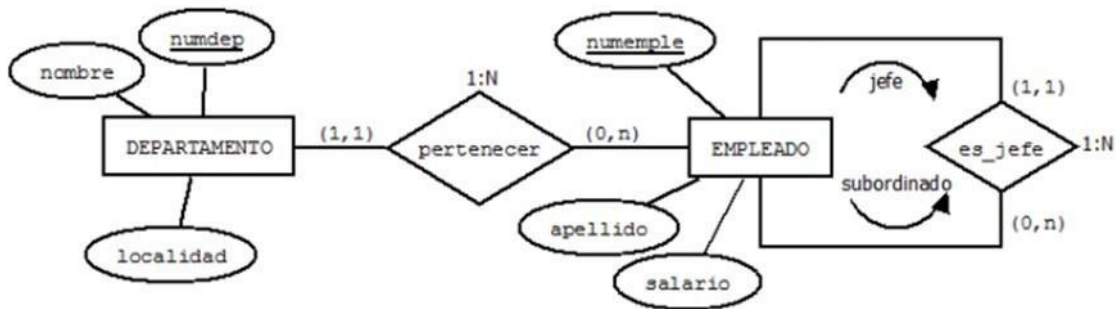 numdep
nombre
DEPARTAMENTO
localidad
(1,1)
1:N
pertenecer
(0,n)
numemple
EMPLEADO
apellido
salario
jefe
(1,1)
es_jefe
1:N
subordinado
(0,n)